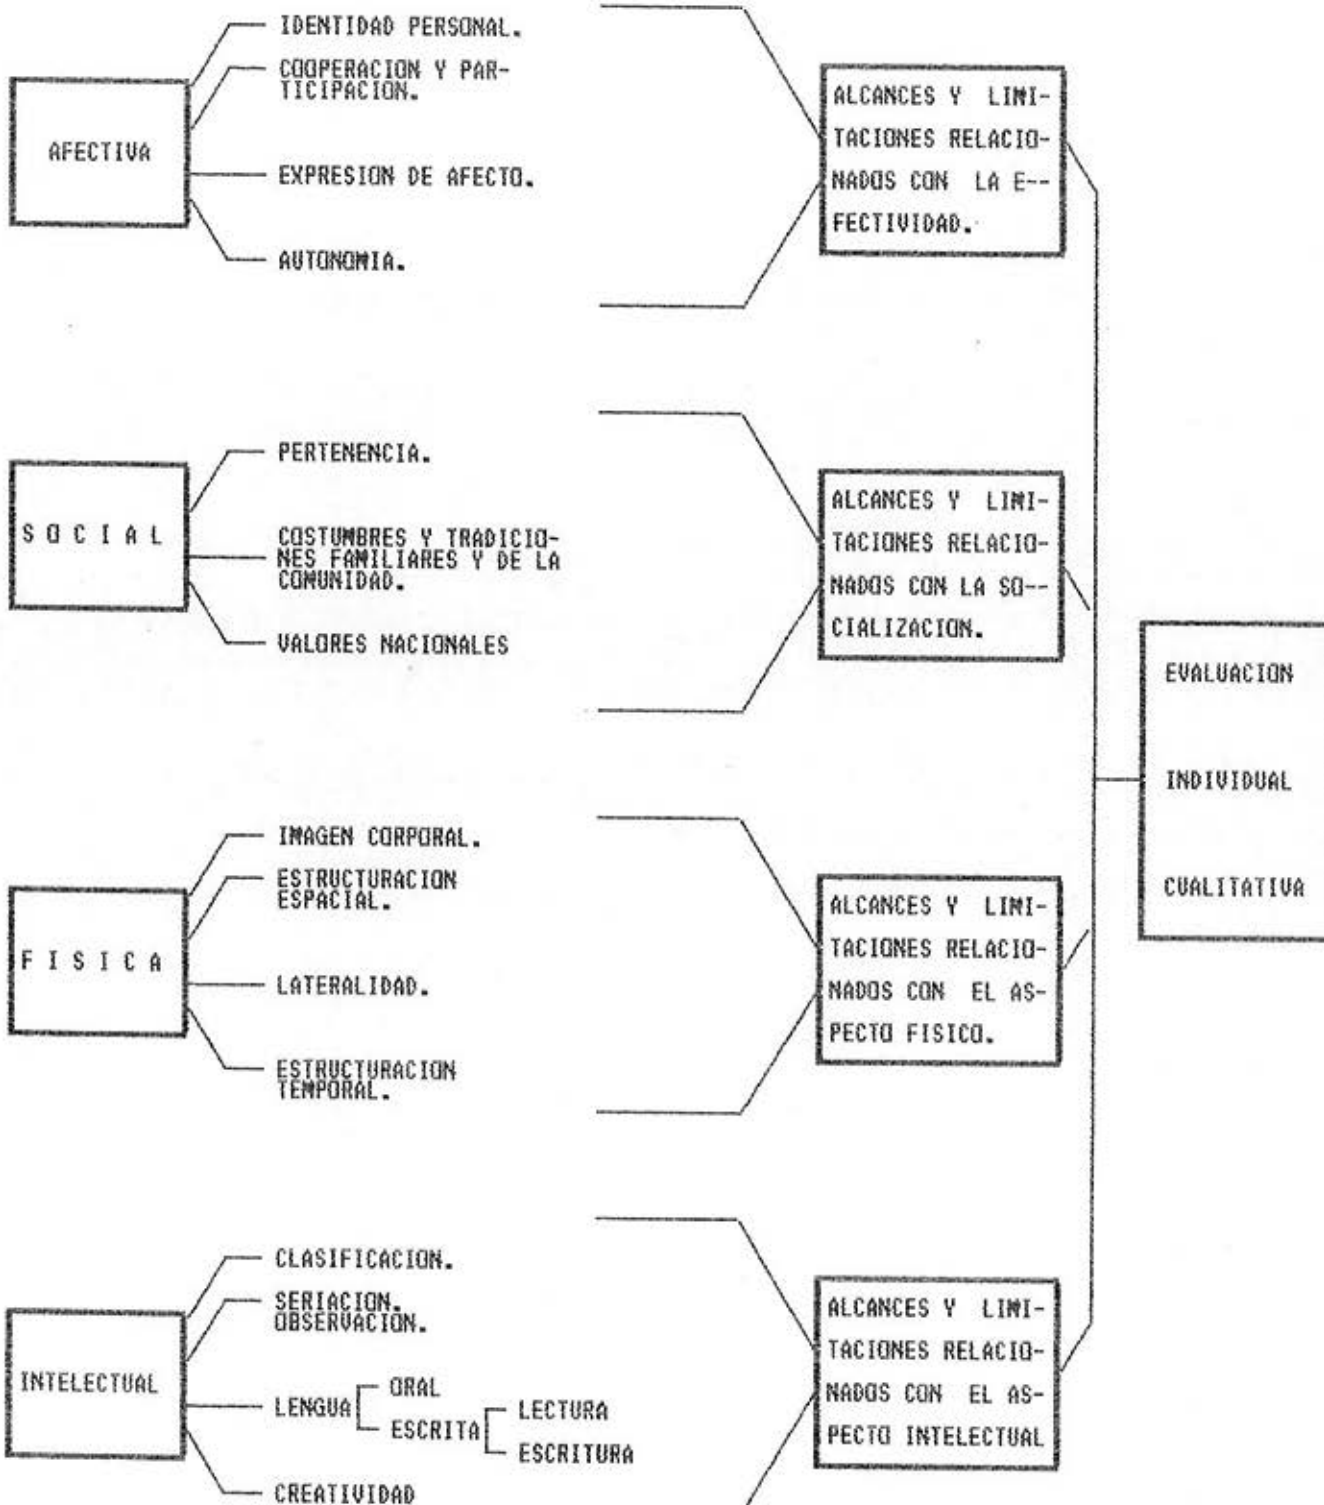 AFECTIVA
IDENTIDAD PERSONAL.
COOPERACION Y PAR-
TICIPACION.
EXPRESION DE AFECTO.
AUTONOMIA.
ALCANCES Y LIMI-
TACIONES RELACIO-
NADOS CON LA E--
FECTIVIDAD.
S O C I A L
PERTENENCIA.
COSTUMBRES Y TRADICIO-
NES FAMILIARES Y DE LA
COMUNIDAD.
VALORES NACIONALES
ALCANCES Y LIMI-
TACIONES RELACIO-
NADOS CON LA SO--
CIALIZACION.
F I S I C A
IMAGEN CORPORAL.
ESTRUCTURACION
ESPACIAL.
LATERALIDAD.
ESTRUCTURACION
TEMPORAL.
ALCANCES Y LIMI-
TACIONES RELACIO-
NADOS CON EL AS-
PECTO FISICO.
INTELECTUAL
CLASIFICACION.
SERIACION.
OBSERVACION.
LENGUA
ORAL
ESCRITA
LECTURA
ESCRITURA
CREATIVIDAD
ALCANCES Y LIMI-
TACIONES RELACIO-
NADOS CON EL AS-
PECTO INTELECTUAL
EVALUACION
INDIVIDUAL
CUALITATIVA